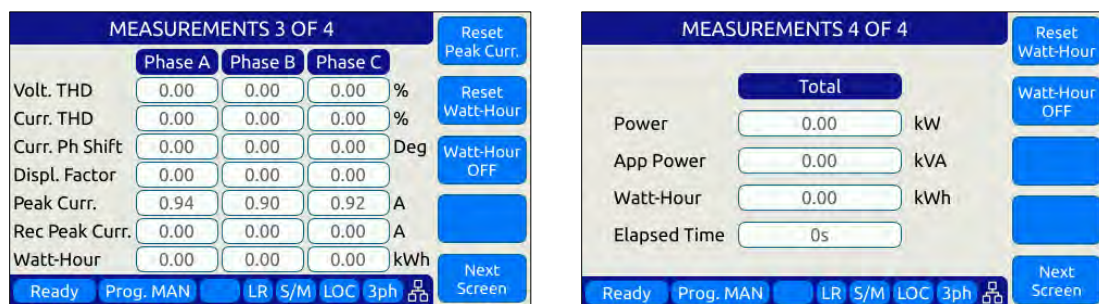 MEASUREMENTS 3 OF 4
Reset Peak Curr.
Phase A Phase B Phase C
Volt. THD 0.00 0.00 0.00 %
Reset Watt-Hour
Curr. THD 0.00 0.00 0.00 %
Curr. Ph Shift 0.00 0.00 0.00 Deg
Watt-Hour OFF
Displ. Factor 0.00 0.00 0.00
Peak Curr. 0.94 0.90 0.92 A
Rec Peak Curr. 0.00 0.00 0.00 A
Watt-Hour 0.00 0.00 0.00 kWh
Next Screen
Ready Prog. MAN LR S/M LOC 3ph
MEASUREMENTS 4 OF 4
Reset Watt-Hour
Total
Watt-Hour OFF
Power 0.00 kW
App Power 0.00 kVA
Watt-Hour 0.00 kWh
Elapsed Time 0s
Next Screen
Ready Prog. MAN LR S/M LOC 3ph